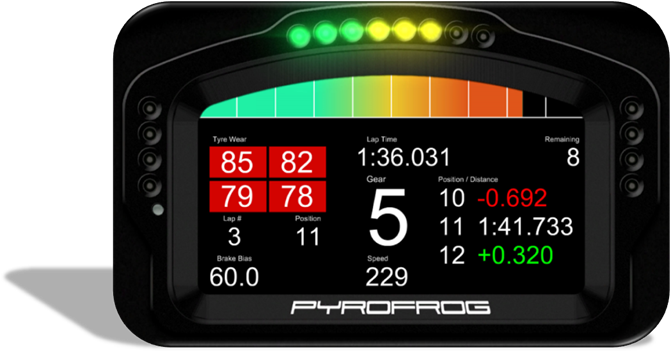 Tyre Wear
85 82
79 78
Lap # Position
3 11
Brake Bias
60.0
Lap Time
1:36.031
Gear
5
Speed
229
Remaining
8
Position / Distance
10 -0.692
11 1:41.733
12 +0.320
PYROFROG